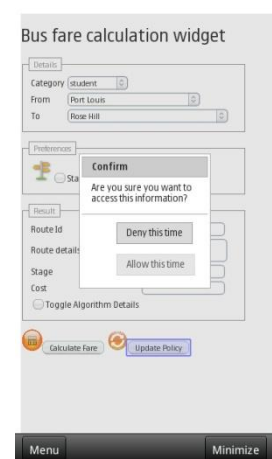 Bus fare calculation widget
Details
Category student
From Port Louis
To Rose Hill
Preferences
Sta
Confirm
Are you sure you want to
access this information?
Deny this time
Allow this time
Result
Route Id
Route details
Stage
Cost
Toggle Algorithm Details
Calculate Fare Update Policy
Menu Minimize